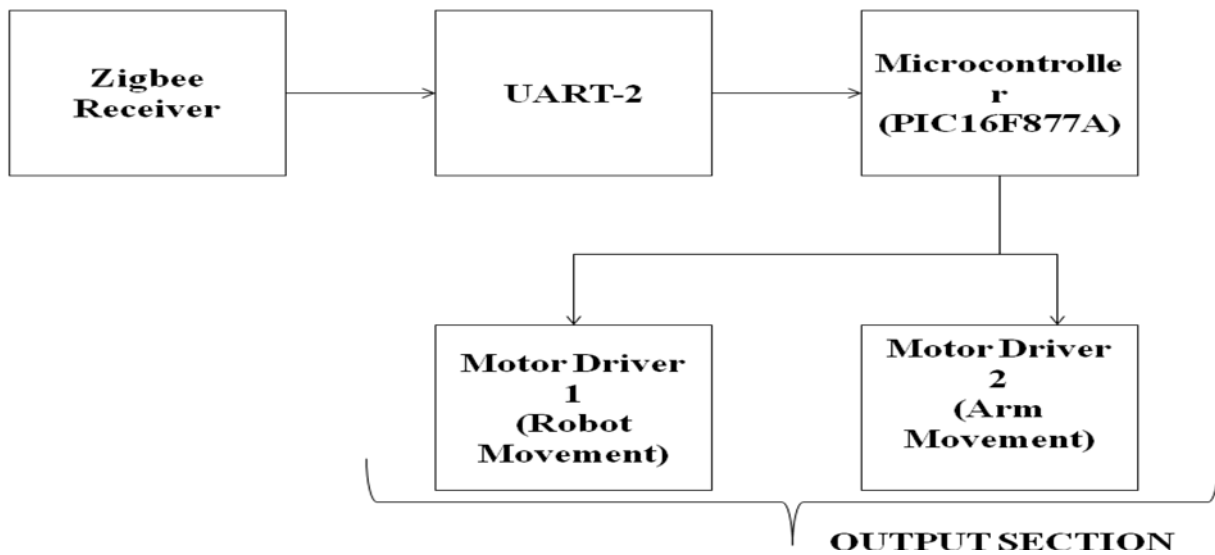 Zigbee
Receiver
UART-2
Microcontrolle
r
(PIC16F877A)
Motor Driver
1
(Robot
Movement)
Motor Driver
2
(Arm
Movement)
OUTPUT SECTION